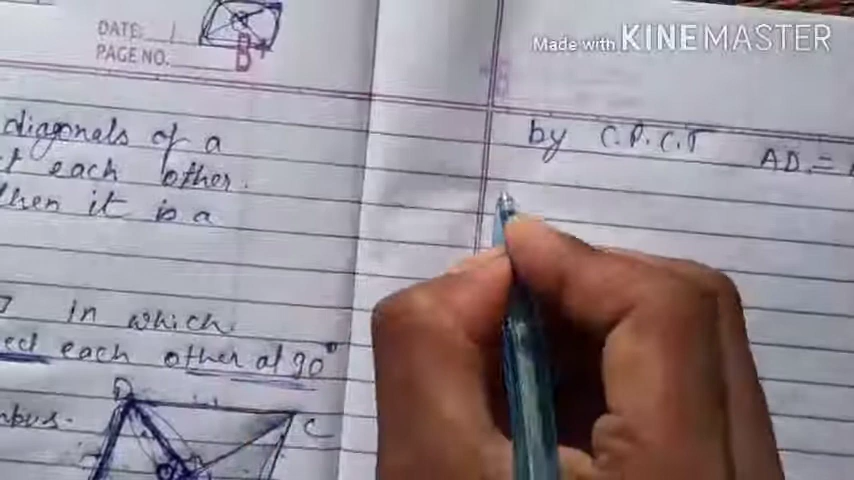 Made with KINEMASTER
DATE: 1
PAGE NO.
B
diagonals of a
each other.
then it is a
in which
each other at 90°
D
C
by C.P.C.T
AD =